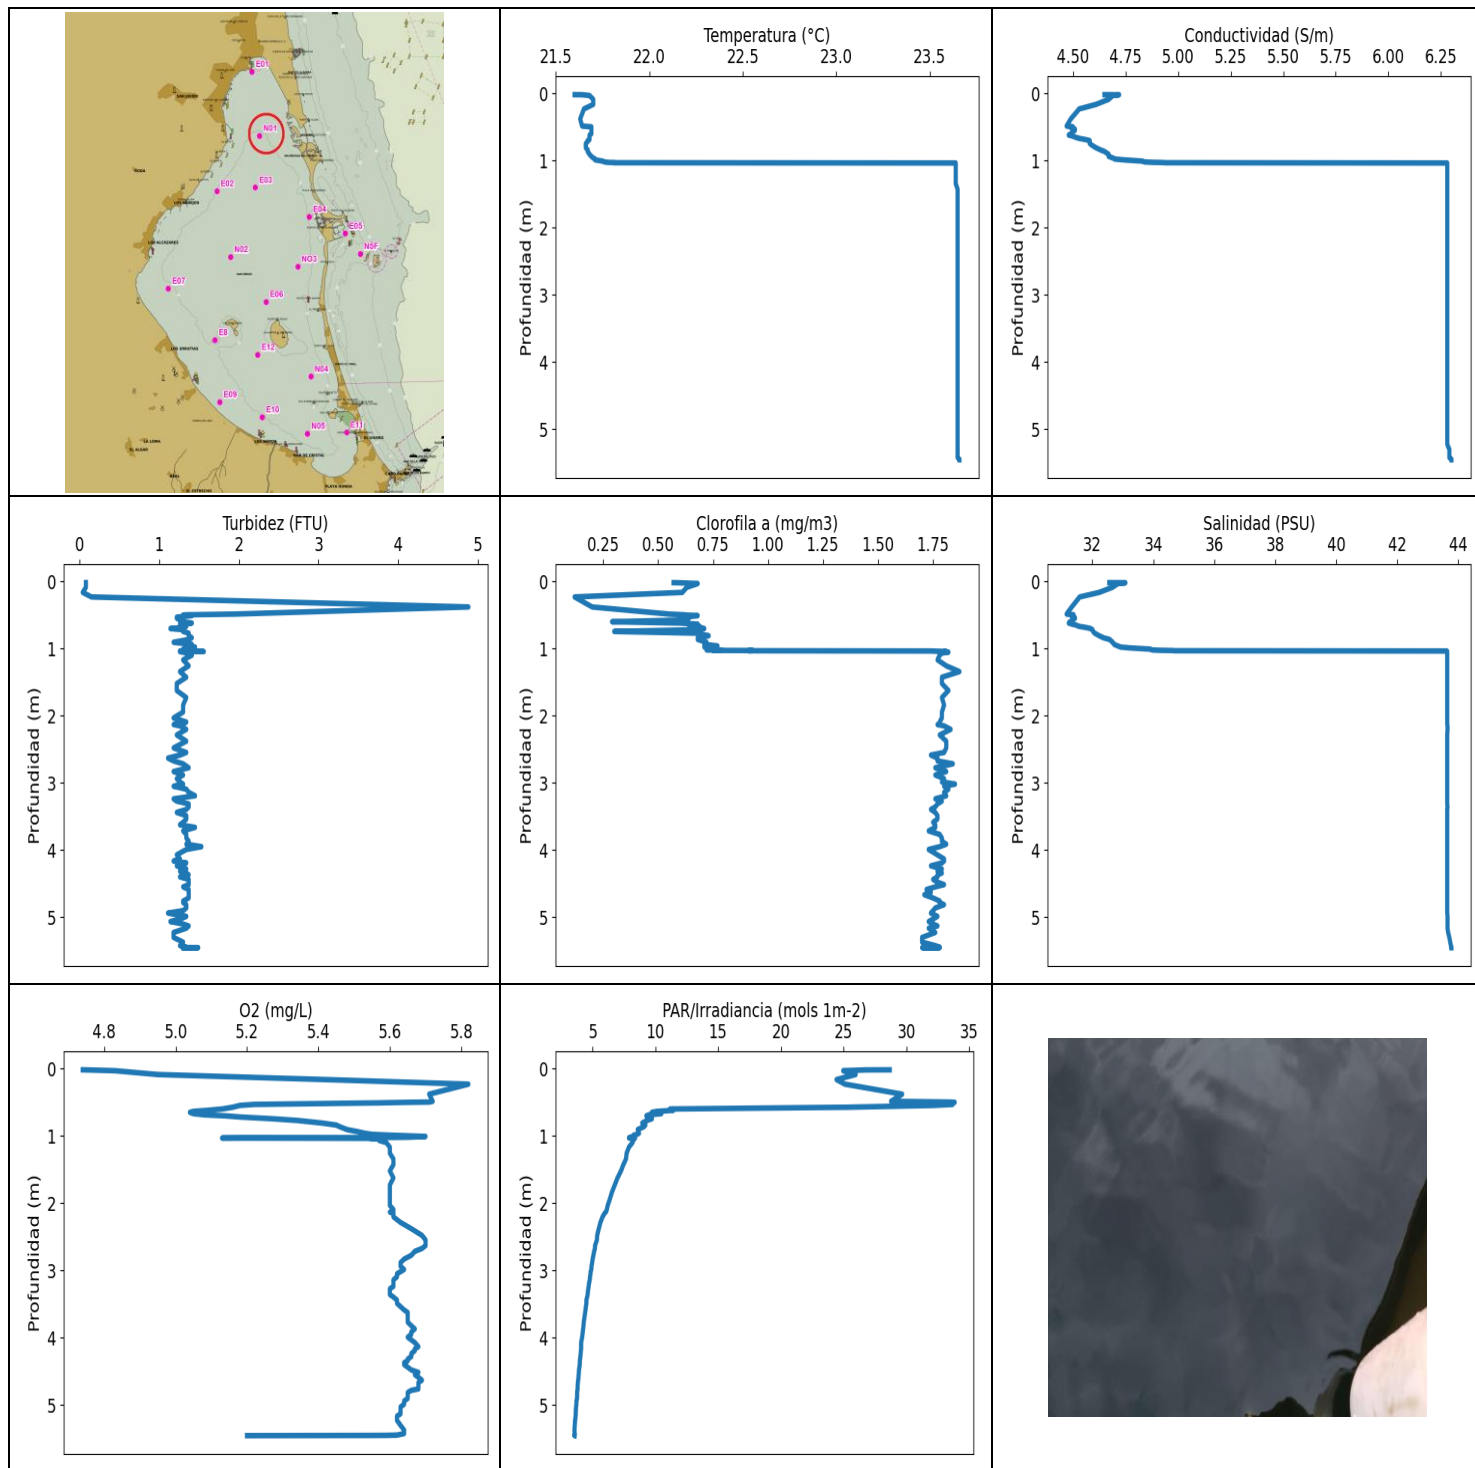 E01
N01
E02
E03
E04
E05
N5F
N02
NO3
E07
E06
E8
E12
N04
E09
E10
N05
E11
Temperatura (°C)
21.5 22.0 22.5 23.0 23.5
Profundidad (m)
0
1
2
3
4
5
Conductividad (S/m)
4.50 4.75 5.00 5.25 5.50 5.75 6.00 6.25
Profundidad (m)
0
1
2
3
4
5
Turbidez (FTU)
0 1 2 3 4 5
Profundidad (m)
0
1
2
3
4
5
Clorofila a (mg/m3)
0.25 0.50 0.75 1.00 1.25 1.50 1.75
Profundidad (m)
0
1
2
3
4
5
Salinidad (PSU)
32 34 36 38 40 42 44
Profundidad (m)
0
1
2
3
4
5
O2 (mg/L)
4.8 5.0 5.2 5.4 5.6 5.8
Profundidad (m)
0
1
2
3
4
5
PAR/Irradiancia (mols 1m-2)
5 10 15 20 25 30 35
Profundidad (m)
0
1
2
3
4
5